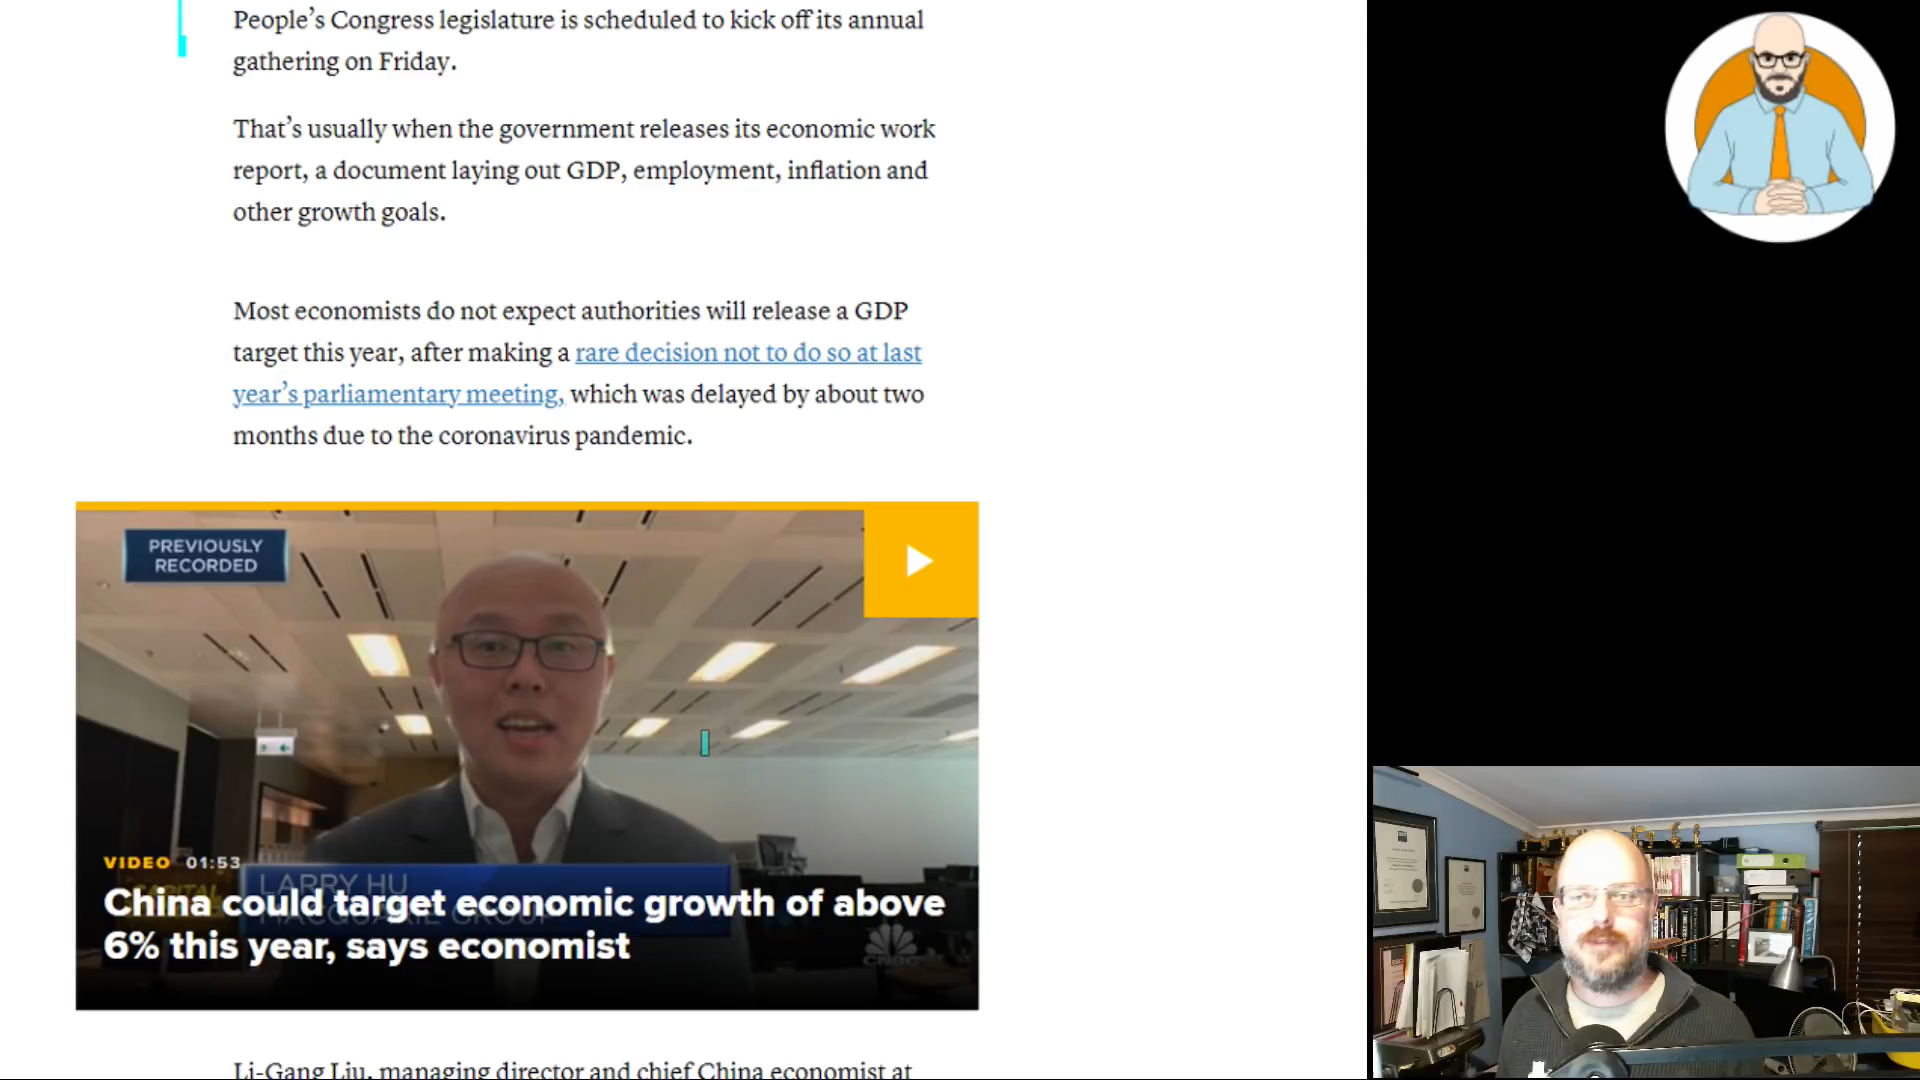 People’s Congress legislature is scheduled to kick off its annual
gathering on Friday.
That’s usually when the government releases its economic work
report, a document laying out GDP, employment, inflation and
other growth goals.
Most economists do not expect authorities will release a GDP
target this year, after making a rare decision not to do so at last
year’s parliamentary meeting, which was delayed by about two
months due to the coronavirus pandemic.
PREVIOUSLY
RECORDED
VIDEO 01:53
CAPITAL
LARRY HU
MACQUARIE GROUP
China could target economic growth of above
6% this year, says economist
CNBC
Li-Gang Liu, managing director and chief China economist at